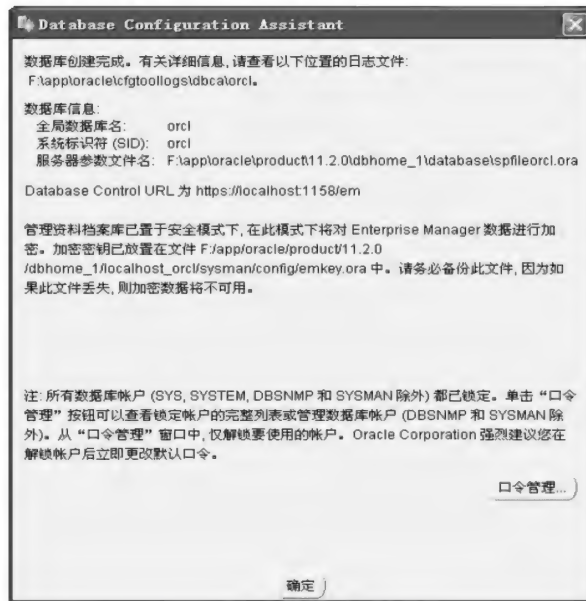 Database Configuration Assistant
数据库创建完成。有关详细信息,请查看以下位置的日志文件:
F:\app\oracle\cfgtoollogs\dbca\orcl。
数据库信息:
全局数据库名: orcl
系统标识符 (SID): orcl
服务器参数文件名: F:\app\oracle\product\11.2.0\dbhome_1\database\spfileorcl.ora
Database Control URL 为 https://localhost:1158/em
管理资料档案库已置于安全模式下,在此模式下将对 Enterprise Manager 数据进行加
密。加密密钥已放置在文件 F:/app/oracle/product/11.2.0
/dbhome_1/localhost_orcl/sysman/config/emkey.ora 中。请务必备份此文件,因为如
果此文件丢失,则加密数据将不可用。
注:所有数据库帐户 (SYS, SYSTEM, DBSNMP 和 SYSMAN 除外) 都已锁定。单击“口令
管理”按钮可以查看锁定帐户的完整列表或管理数据库帐户 (DBSNMP 和 SYSMAN 除
外)。从“口令管理”窗口中,仅解锁要使用的帐户。Oracle Corporation 强烈建议您在
解锁帐户后立即更改默认口令。
口令管理...
确定